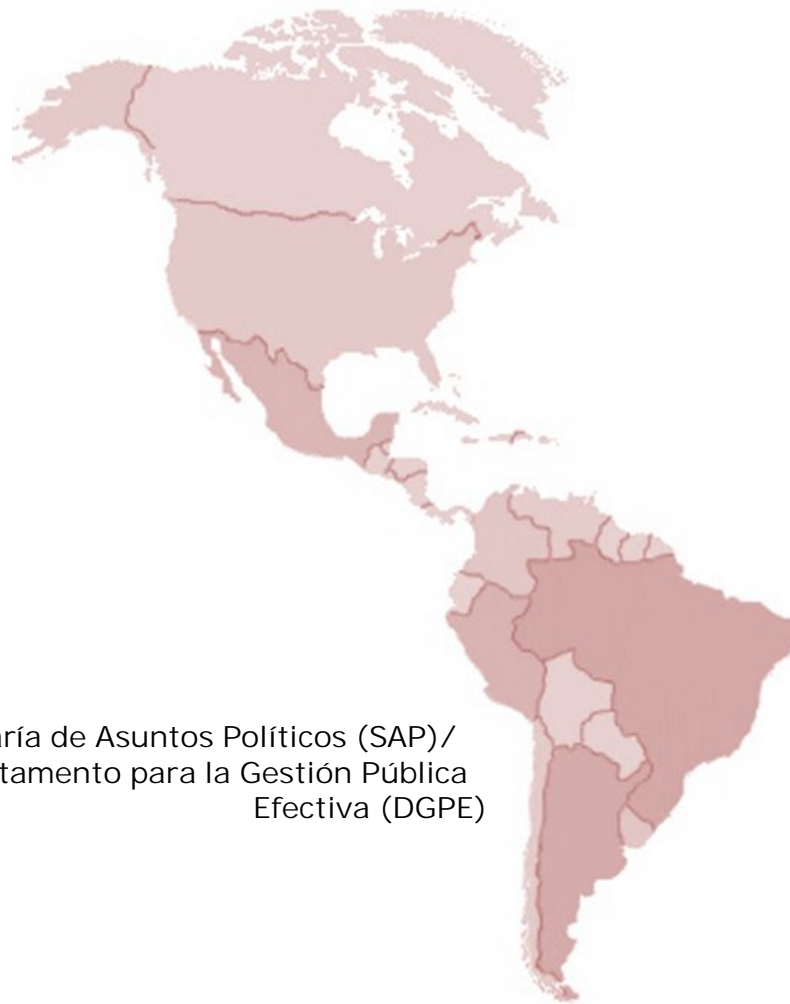 aría de Asuntos Políticos (SAP)/
tamento para la Gestión Pública
Efectiva (DGPE)